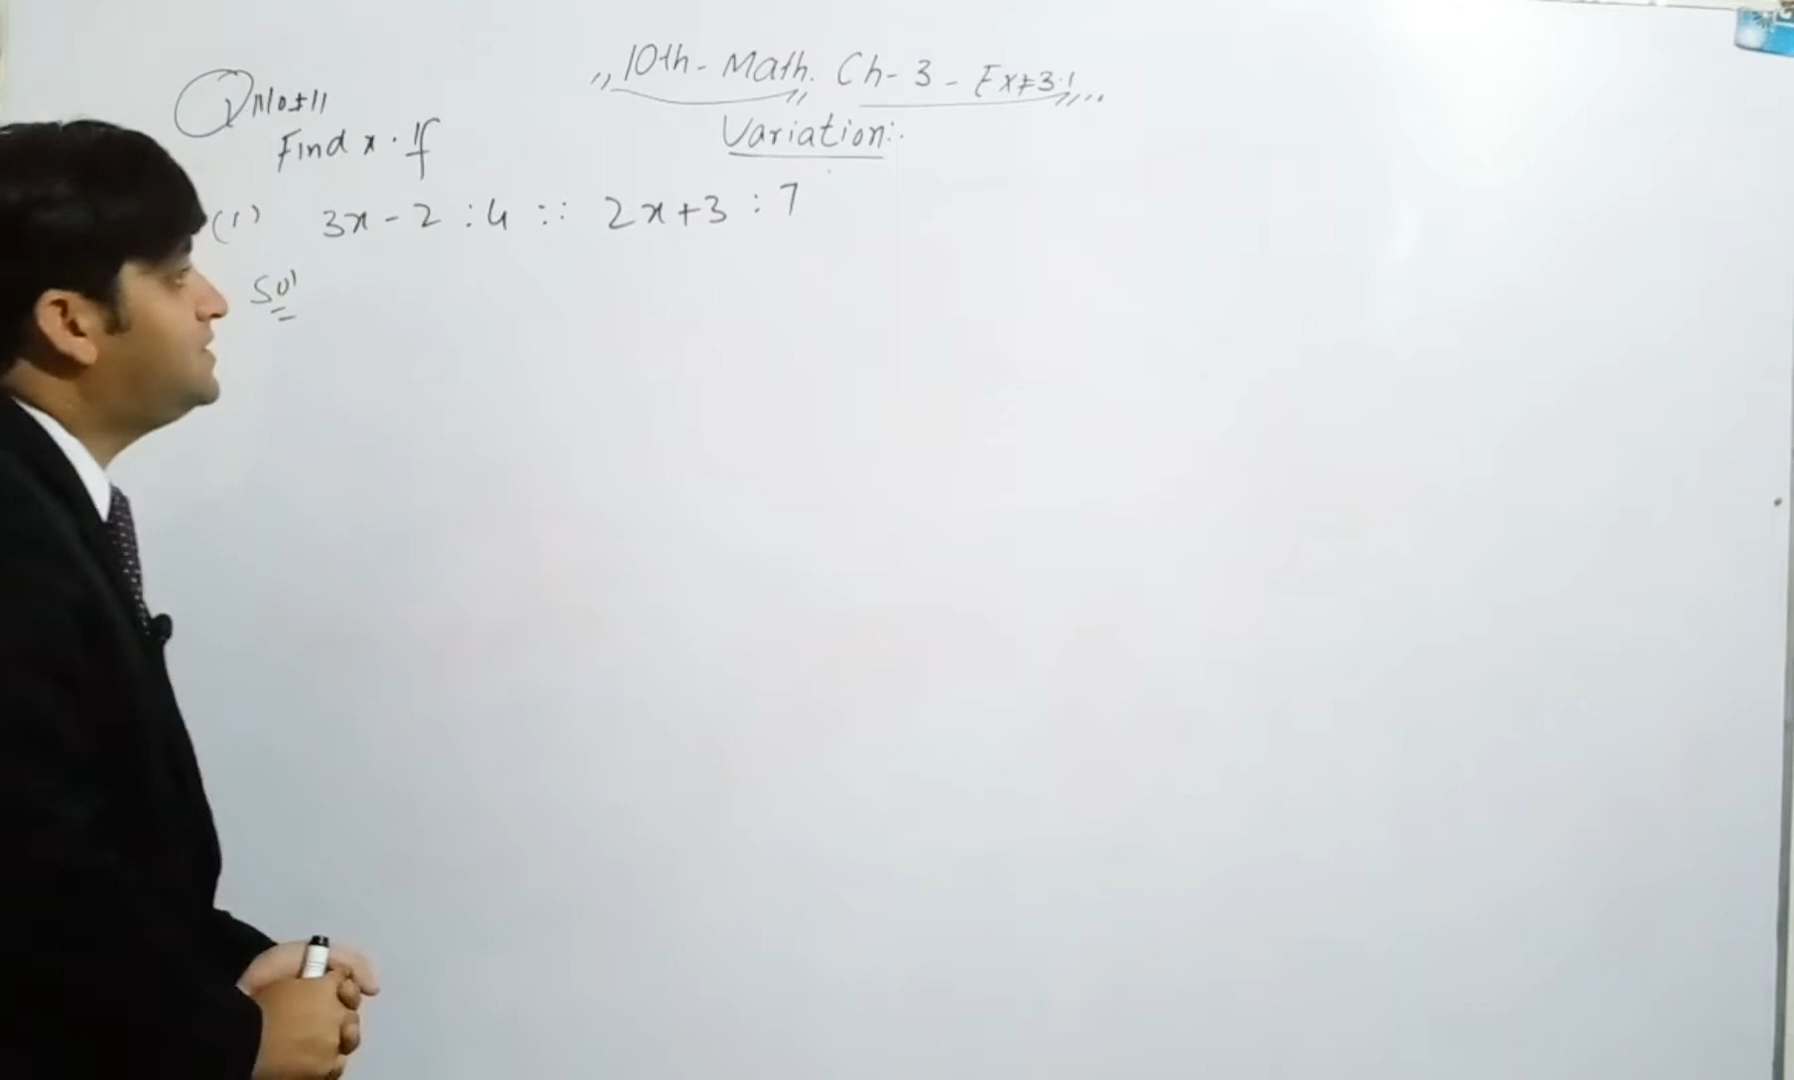 ,, 10th - Math. Ch - 3 - Ex # 3.1 ,,,,
Variation:.
Q No # 11
Find x. If
(1) 3x - 2 : 4 :: 2x + 3 : 7
Sol